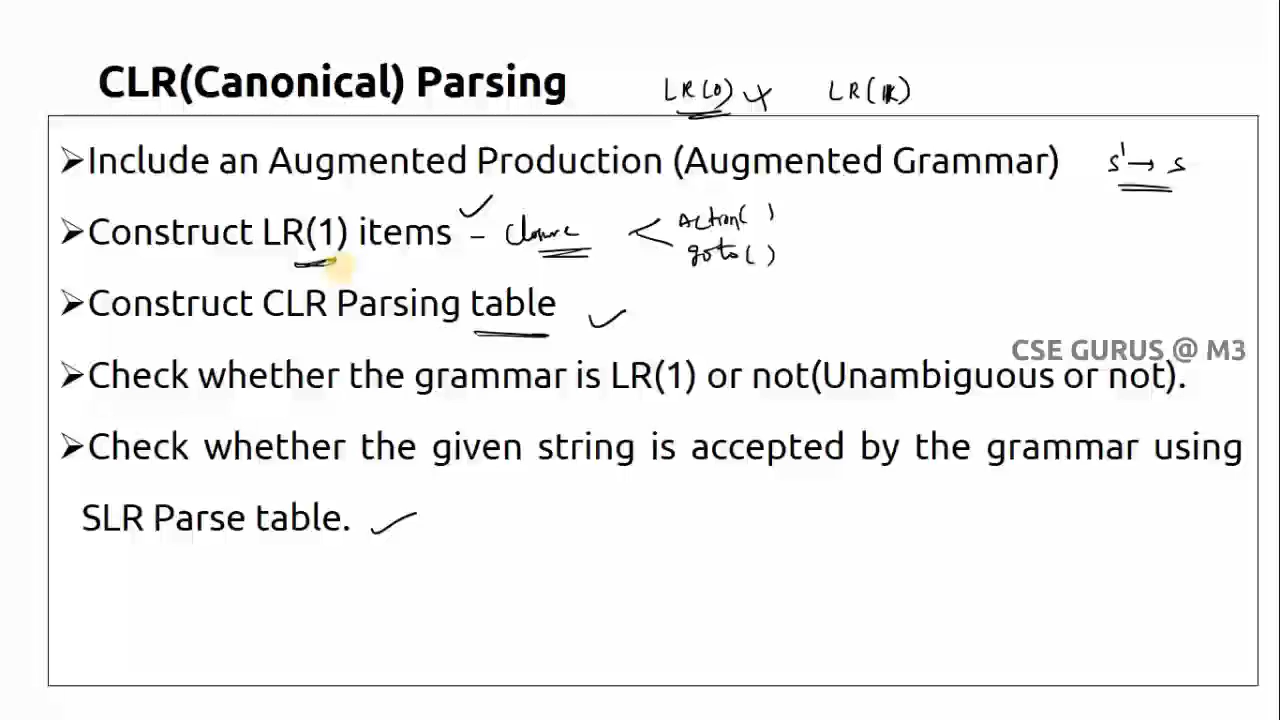 CLR(Canonical) Parsing LR(0) x LR(k)
➢Include an Augmented Production (Augmented Grammar) s' → s
➢Construct LR(1) items ✓ - closure < Action( )
goto( )
➢Construct CLR Parsing table ✓
CSE GURUS @ M3
➢Check whether the grammar is LR(1) or not(Unambiguous or not).
➢Check whether the given string is accepted by the grammar using
SLR Parse table. ✓